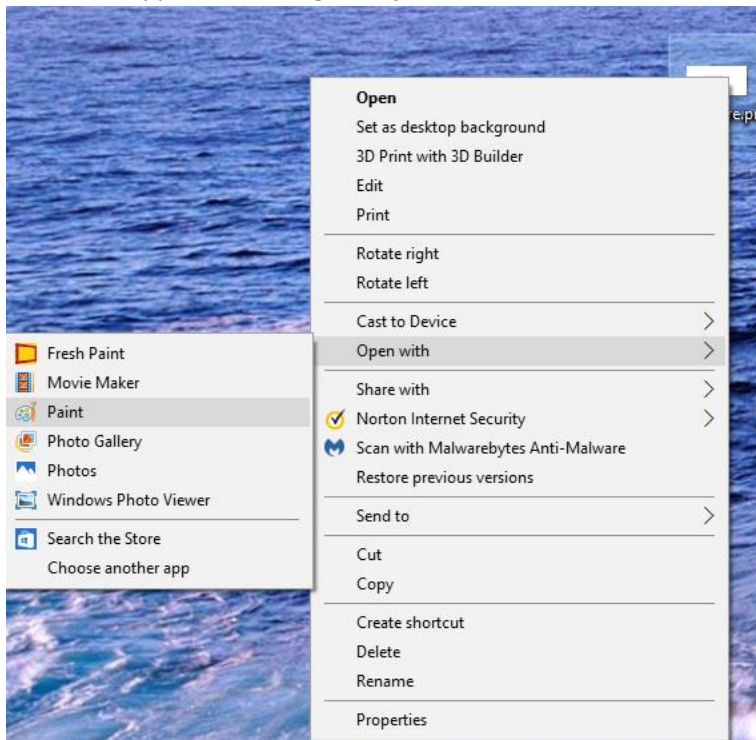 re.p
Open
Set as desktop background
3D Print with 3D Builder
Edit
Print
Rotate right
Rotate left
Cast to Device
Open with
Fresh Paint
Movie Maker
Paint
Photo Gallery
Photos
Windows Photo Viewer
Search the Store
Choose another app
Share with
Norton Internet Security
Scan with Malwarebytes Anti-Malware
Restore previous versions
Send to
Cut
Copy
Create shortcut
Delete
Rename
Properties